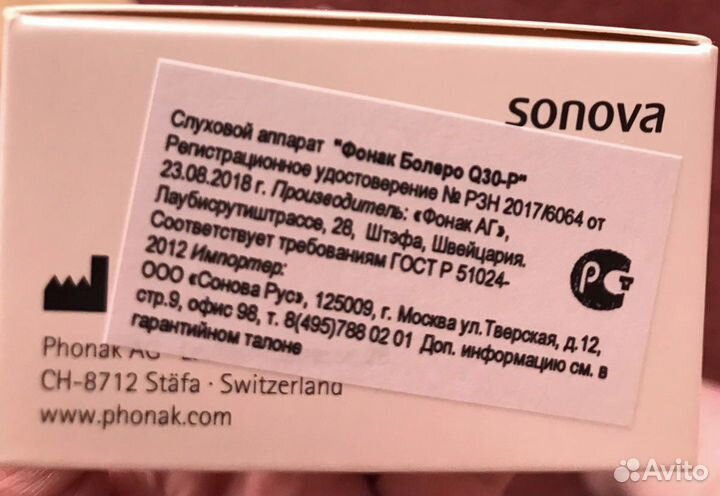 sonova
Слуховой аппарат "Фонак Болеро Q30-P"
Регистрационное удостоверение № РЗН 2017/6064 от
23.08.2018 г. Производитель: «Фонак АГ»,
Лаубисрутиштрассе, 28, Штэфа, Швейцария.
Соответствует требованиям ГОСТ Р 51024-
2012 Импортер:
ООО «Сонова Рус», 125009, г. Москва ул. Тверская, д.12,
стр.9, офис 98, т. 8(495)788 02 01 Доп. информацию см. в
гарантийном талоне
РСТ
Phonak AG
CH-8712 Stäfa · Switzerland
www.phonak.com
Avito